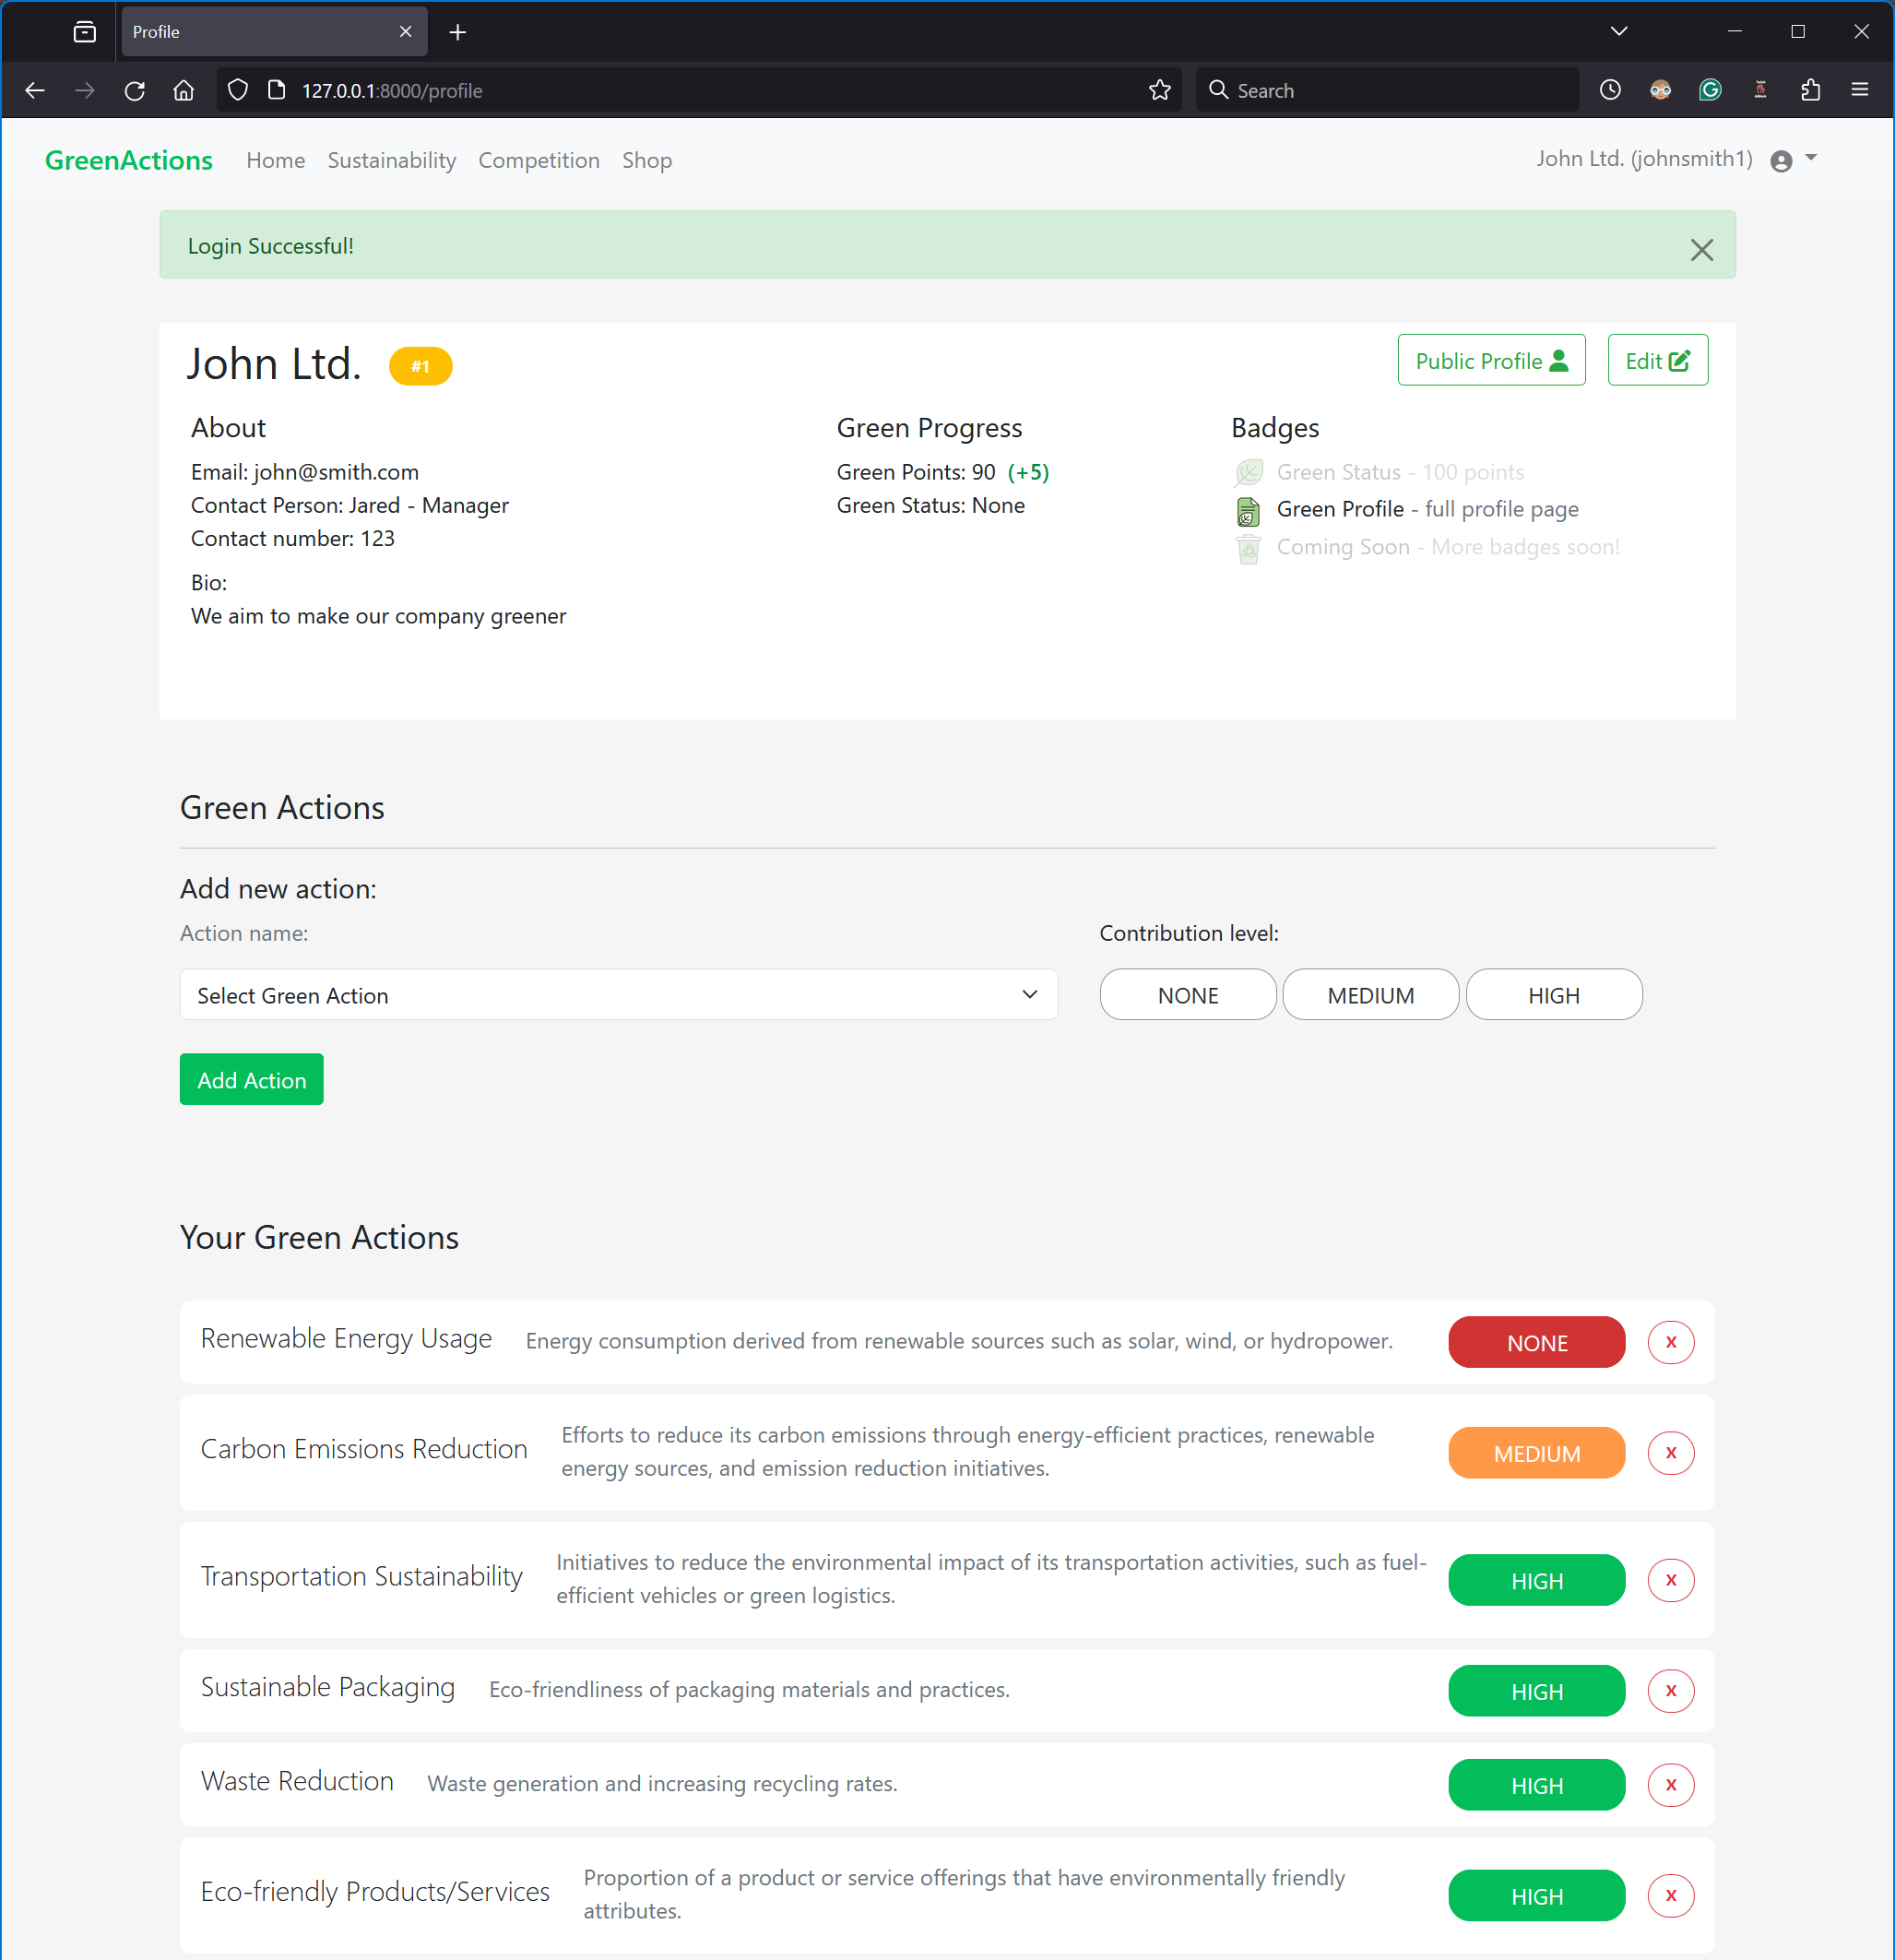 Profile
127.0.0.1:8000/profile
Search
GreenActions Home Sustainability Competition Shop John Ltd. (johnsmith1)
Login Successful!
John Ltd. #1 Public Profile Edit
About
Email: john@smith.com
Contact Person: Jared - Manager
Contact number: 123
Bio:
We aim to make our company greener
Green Progress
Green Points: 90 (+5)
Green Status: None
Badges
Green Status - 100 points
Green Profile - full profile page
Coming Soon - More badges soon!
Green Actions
Add new action:
Action name:
Select Green Action
Contribution level:
NONE MEDIUM HIGH
Add Action
Your Green Actions
Renewable Energy Usage Energy consumption derived from renewable sources such as solar, wind, or hydropower. NONE X
Carbon Emissions Reduction
Efforts to reduce its carbon emissions through energy-efficient practices, renewable
energy sources, and emission reduction initiatives.
MEDIUM X
Transportation Sustainability
Initiatives to reduce the environmental impact of its transportation activities, such as fuel-
efficient vehicles or green logistics.
HIGH X
Sustainable Packaging Eco-friendliness of packaging materials and practices. HIGH X
Waste Reduction Waste generation and increasing recycling rates. HIGH X
Eco-friendly Products/Services
Proportion of a product or service offerings that have environmentally friendly
attributes.
HIGH X